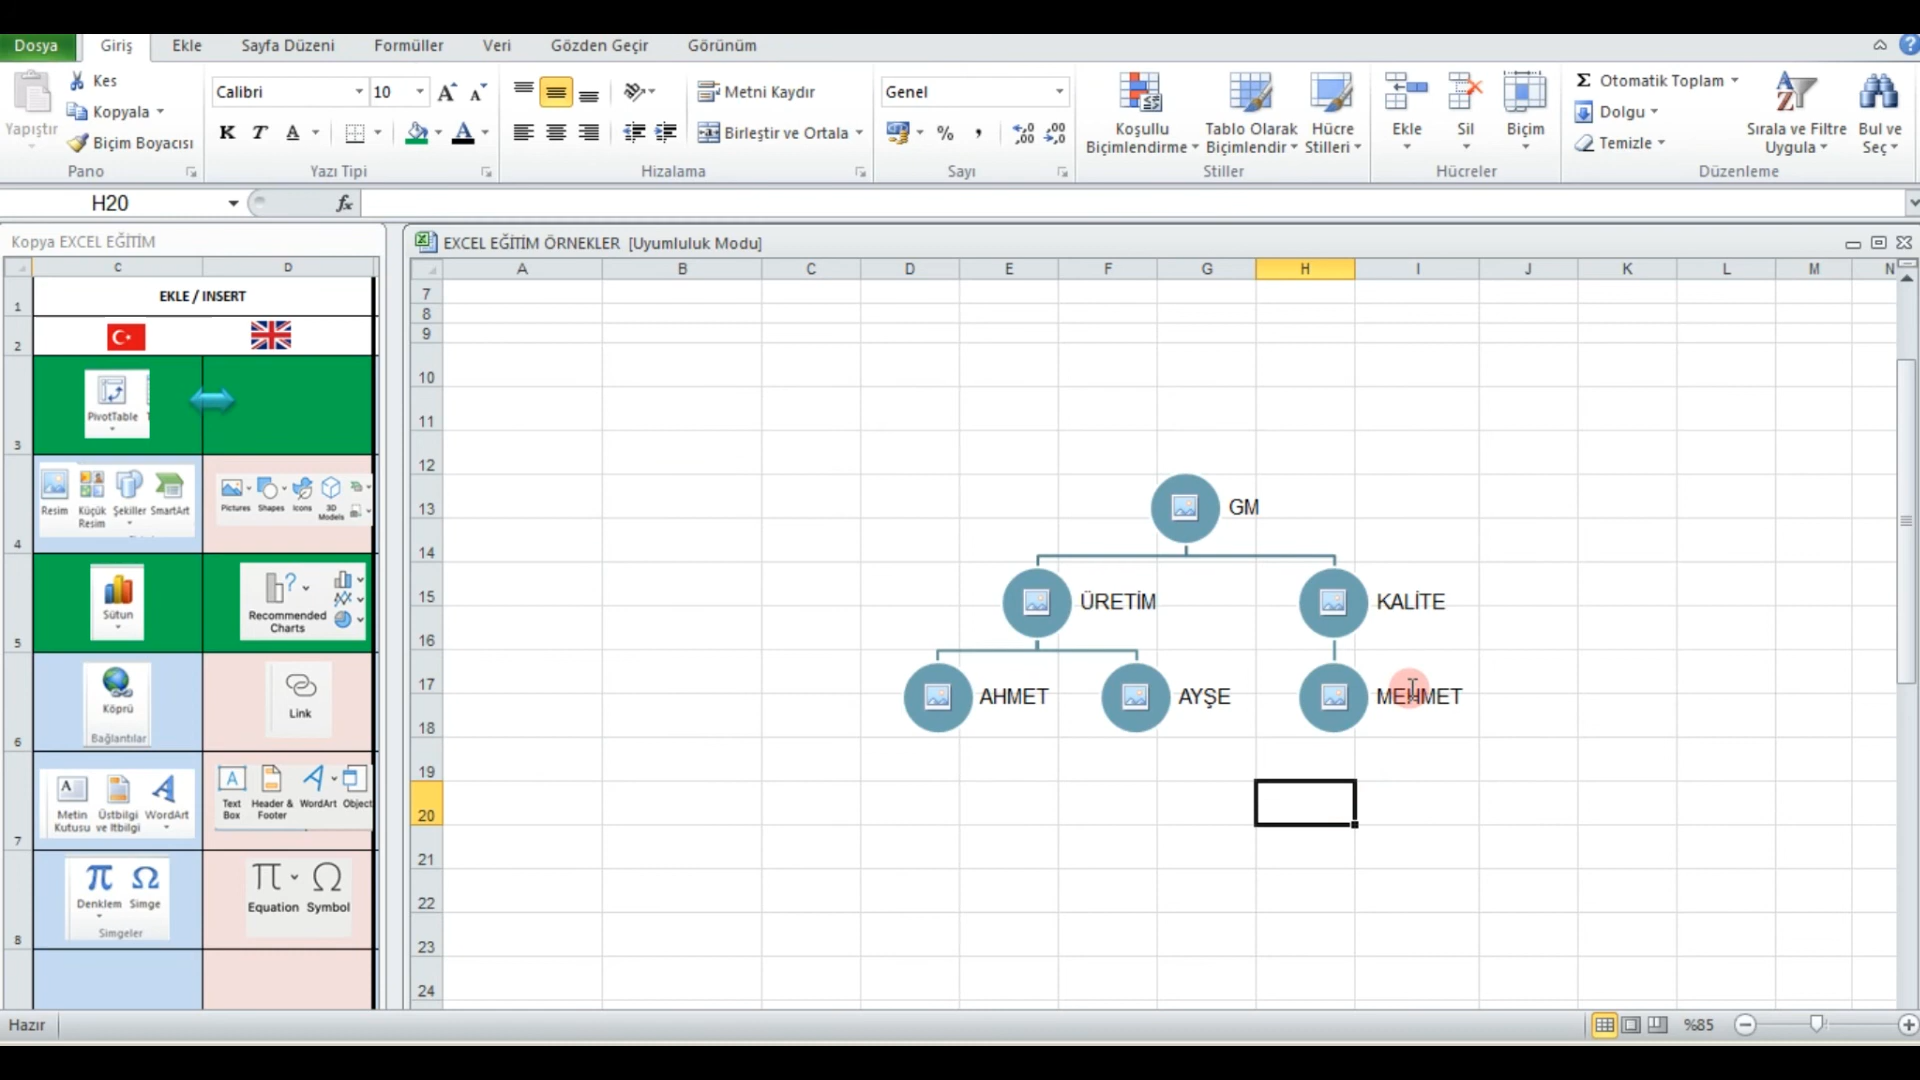 Dosya Giriş Ekle Sayfa Düzeni Formüller Veri Gözden Geçir Görünüm
Yapıştır
Kes
Kopyala
Biçim Boyacısı
Pano
Calibri 10
K T A
Yazı Tipi
Metni Kaydır
Birleştir ve Ortala
Hizalama
Genel
%
Sayı
Koşullu Biçimlendirme
Tablo Olarak Biçimlendir
Hücre Stilleri
Stiller
Ekle Sil Biçim
Hücreler
Σ Otomatik Toplam
Dolgu
Temizle
Sırala ve Filtre Uygula
Bul ve Seç
Düzenleme
H20 fx
Kopya EXCEL EĞİTİM
C D
1 EKLE / INSERT
2
3 PivotTable
4 Resim Küçük Resim Şekiller SmartArt Pictures Shapes Icons 3D Models
5 Sütun Recommended Charts
6 Köprü Bağlantılar Link
7 Metin Kutusu Üstbilgi ve ltbilgi WordArt Text Box Header & Footer WordArt Object
8 π Ω Denklem Simge Simgeler π Ω Equation Symbol
EXCEL EĞİTİM ÖRNEKLER [Uyumluluk Modu]
A B C D E F G H I J K L M N
7
8
9
10
11
12
13
14
15
16
17
18
19
20
21
22
23
24
GM
ÜRETİM KALİTE
AHMET AYŞE MEHMET
Hazır %85